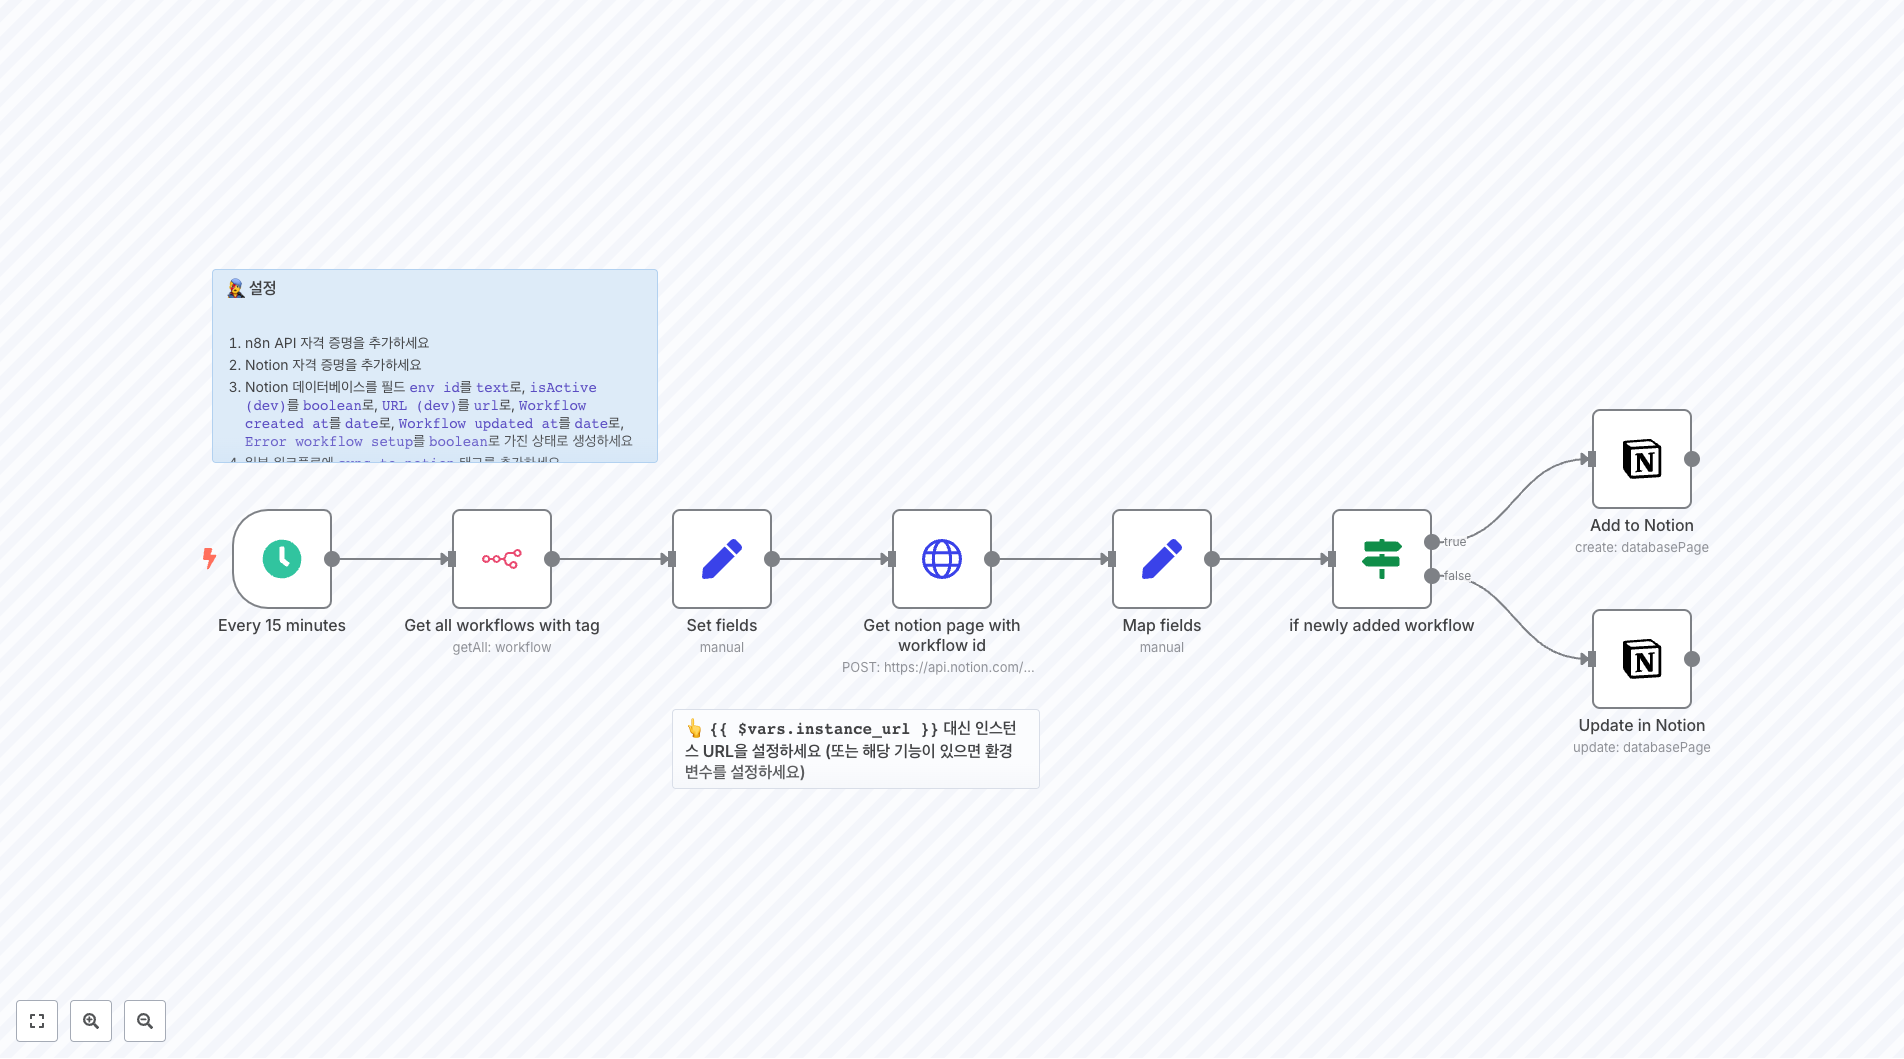 설정
1. n8n API 자격 증명을 추가하세요
2. Notion 자격 증명을 추가하세요
3. Notion 데이터베이스를 필드 env id를 text로, isActive
(dev)를 boolean로, URL (dev)를 url로, Workflow
created at를 date로, Workflow updated at를 date로,
Error workflow setup를 boolean로 가진 상태로 생성하세요
Every 15 minutes
Get all workflows with tag
getAll: workflow
Set fields
manual
Get notion page with
workflow id
POST: https://api.notion.com/...
Map fields
manual
if newly added workflow
true
false
Add to Notion
create: databasePage
Update in Notion
update: databasePage
{{ $vars.instance_url }} 대신 인스턴
스 URL을 설정하세요 (또는 해당 기능이 있으면 환경
변수를 설정하세요)